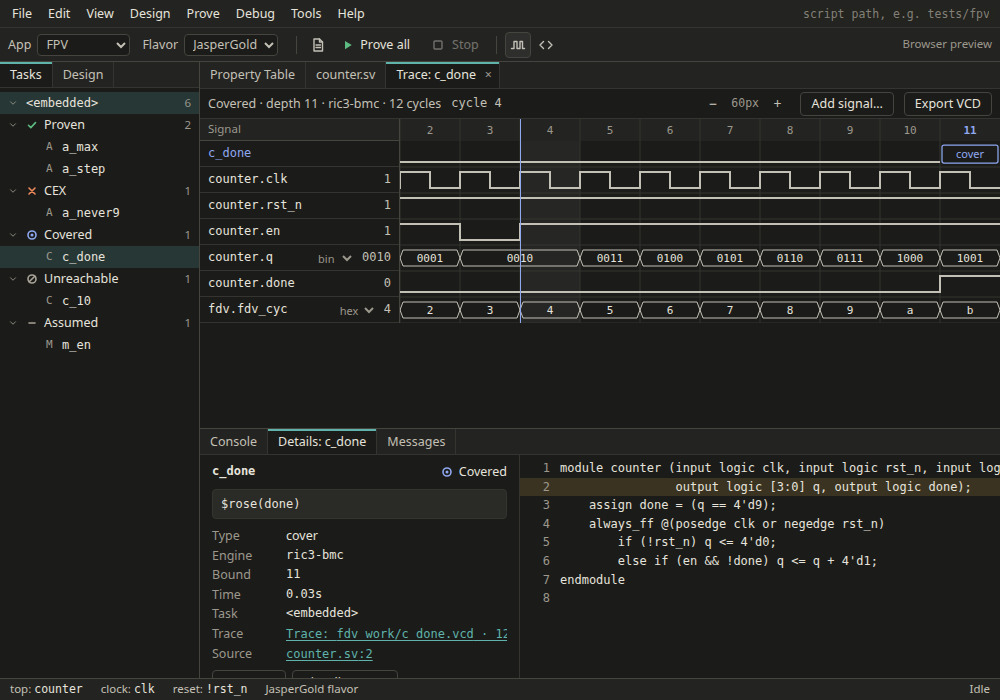 File Edit View Design Prove Debug Tools Help script path, e.g. tests/fpv
App FPV Flavor JasperGold Prove all Stop Browser preview
Tasks Design
<embedded> 6
Proven 2
A a_max
A a_step
CEX 1
A a_never9
Covered 1
C c_done
Unreachable 1
C c_10
Assumed 1
M m_en
Property Table counter.sv Trace: c_done ×
Covered · depth 11 · ric3-bmc · 12 cycles cycle 4 − 60px + Add signal... Export VCD
Signal 2 3 4 5 6 7 8 9 10 11
c_done cover
counter.clk 1
counter.rst_n 1
counter.en 1
counter.q bin 0010 0001 0010 0011 0100 0101 0110 0111 1000 1001
counter.done 0
fdv.fdv_cyc hex 4 2 3 4 5 6 7 8 9 a b
Console Details: c_done Messages
c_done Covered
$rose(done)
Type cover
Engine ric3-bmc
Bound 11
Time 0.03s
Task <embedded>
Trace Trace: fdv_work/c_done.vcd · 12
Source counter.sv:2
1 module counter (input logic clk, input logic rst_n, input log
2 output logic [3:0] q, output logic done);
3 assign done = (q == 4'd9);
4 always_ff @(posedge clk or negedge rst_n)
5 if (!rst_n) q <= 4'd0;
6 else if (en && !done) q <= q + 4'd1;
7 endmodule
8
top: counter clock: clk reset: !rst_n JasperGold flavor Idle